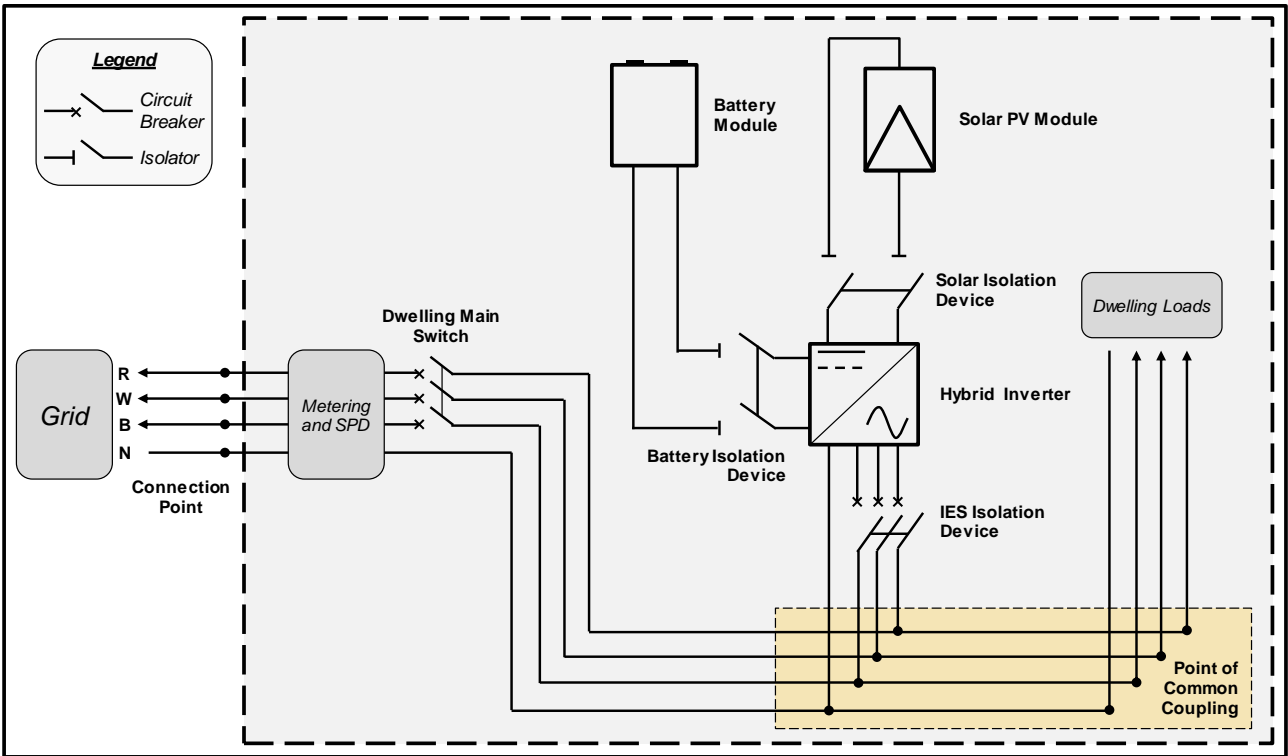 Legend
Circuit
Breaker
Isolator
Battery
Module
Solar PV Module
Solar Isolation
Device
Dwelling Loads
Dwelling Main
Switch
Grid
R
W
B
N
Metering
and SPD
Hybrid Inverter
Battery Isolation
Device
Connection
Point
IES Isolation
Device
Point of
Common
Coupling